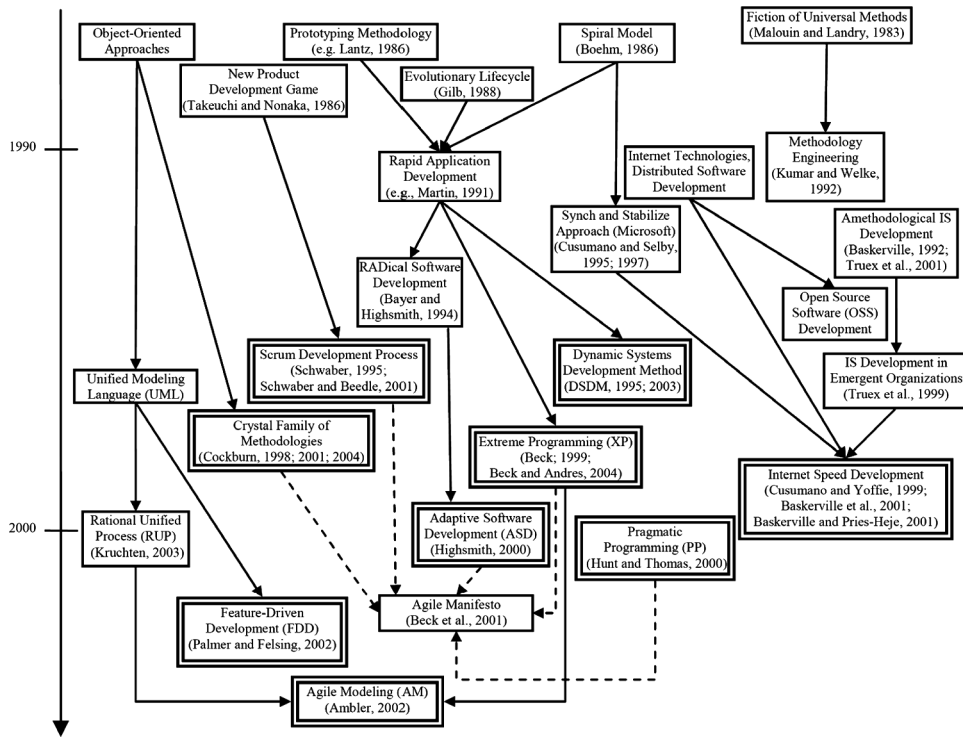 Object-Oriented
Approaches
Prototyping Methodology
(e.g. Lantz, 1986)
Spiral Model
(Boehm, 1986)
Fiction of Universal Methods
(Malouin and Landry, 1983)
New Product
Development Game
(Takeuchi and Nonaka, 1986)
Evolutionary Lifecycle
(Gilb, 1988)
1990
Rapid Application
Development
(e.g., Martin, 1991)
Internet Technologies,
Distributed Software
Development
Methodology
Engineering
(Kumar and Welke,
1992)
Synch and Stabilize
Approach (Microsoft)
(Cusumano and Selby,
1995; 1997)
Amethodological IS
Development
(Baskerville, 1992;
Truex et al., 2001)
RADical Software
Development
(Bayer and
Highsmith, 1994)
Open Source
Software (OSS)
Development
Scrum Development Process
(Schwaber, 1995;
Schwaber and Beedle, 2001)
Dynamic Systems
Development Method
(DSDM, 1995; 2003)
IS Development in
Emergent Organizations
(Truex et al., 1999)
Unified Modeling
Language (UML)
Crystal Family of
Methodologies
(Cockburn, 1998; 2001; 2004)
Extreme Programming (XP)
(Beck; 1999;
Beck and Andres, 2004)
Internet Speed Development
(Cusumano and Yoffie, 1999;
Baskerville et al., 2001;
Baskerville and Pries-Heje, 2001)
2000
Rational Unified
Process (RUP)
(Kruchten, 2003)
Adaptive Software
Development (ASD)
(Highsmith, 2000)
Pragmatic
Programming (PP)
(Hunt and Thomas, 2000)
Feature-Driven
Development (FDD)
(Palmer and Felsing, 2002)
Agile Manifesto
(Beck et al., 2001)
Agile Modeling (AM)
(Ambler, 2002)